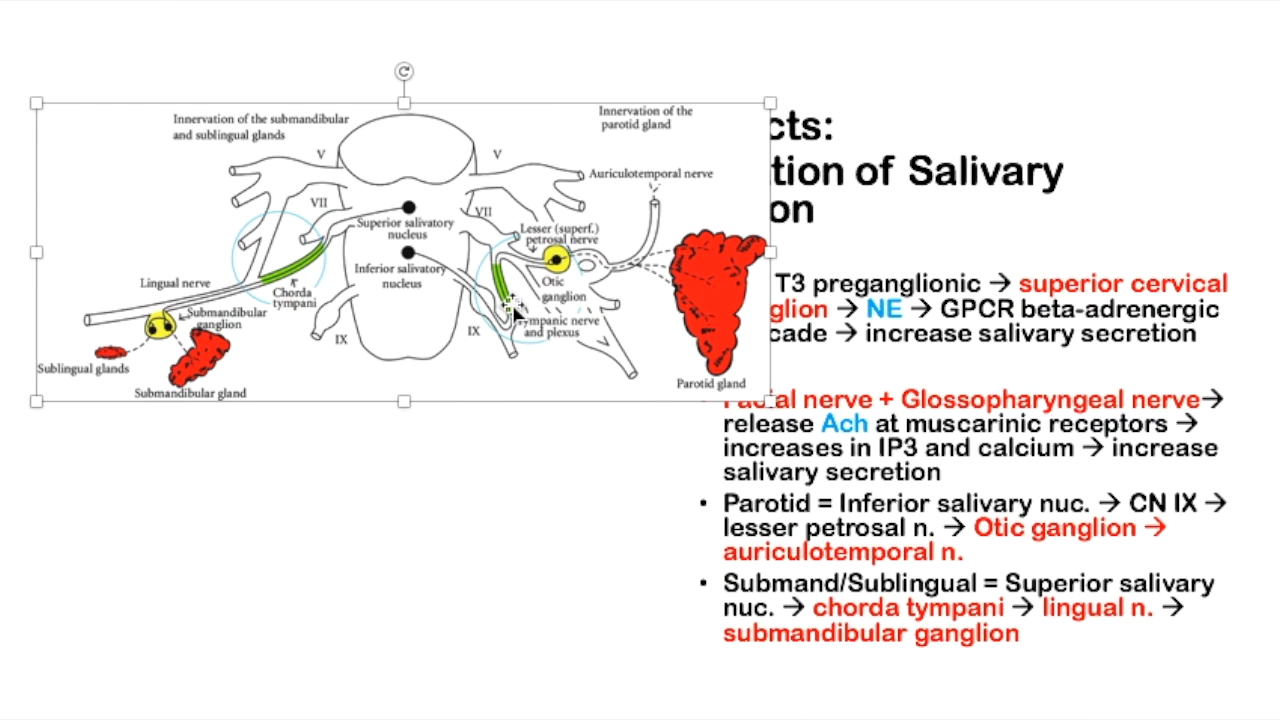 Innervation of the submandibular
and sublingual glands
Innervation of the
parotid gland
V
V
Auriculotemporal nerve
VII
VII
Superior salivatory
nucleus
Lesser (superf.)
petrosal nerve
Inferior salivatory
nucleus
Otic
ganglion
Lingual nerve
Chorda
tympani
Submandibular
ganglion
IX
IX
nerve
and plexus
Sublingual glands
Submandibular gland
Parotid gland
cts:
tion of Salivary
on
T3 preganglionic → superior cervical
glion → NE → GPCR beta-adrenergic
cade → increase salivary secretion
al nerve + Glossopharyngeal nerve→
release Ach at muscarinic receptors →
increases in IP3 and calcium → increase
salivary secretion
• Parotid = Inferior salivary nuc. → CN IX →
lesser petrosal n. → Otic ganglion →
auriculotemporal n.
• Submand/Sublingual = Superior salivary
nuc. → chorda tympani → lingual n. →
submandibular ganglion